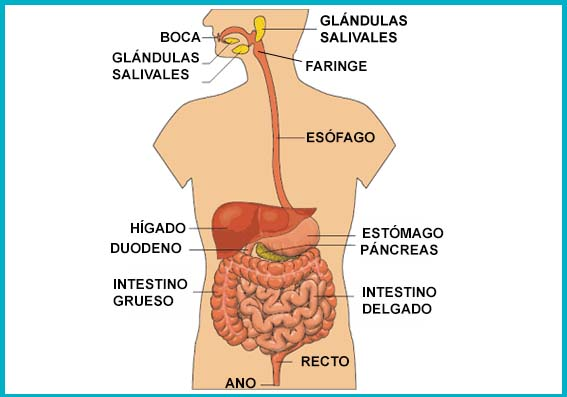 GLÁNDULAS
SALIVALES
BOCA
GLÁNDULAS
SALIVALES
FARINGE
ESÓFAGO
HÍGADO
ESTÓMAGO
DUODENO
PÁNCREAS
INTESTINO
GRUESO
INTESTINO
DELGADO
RECTO
ANO